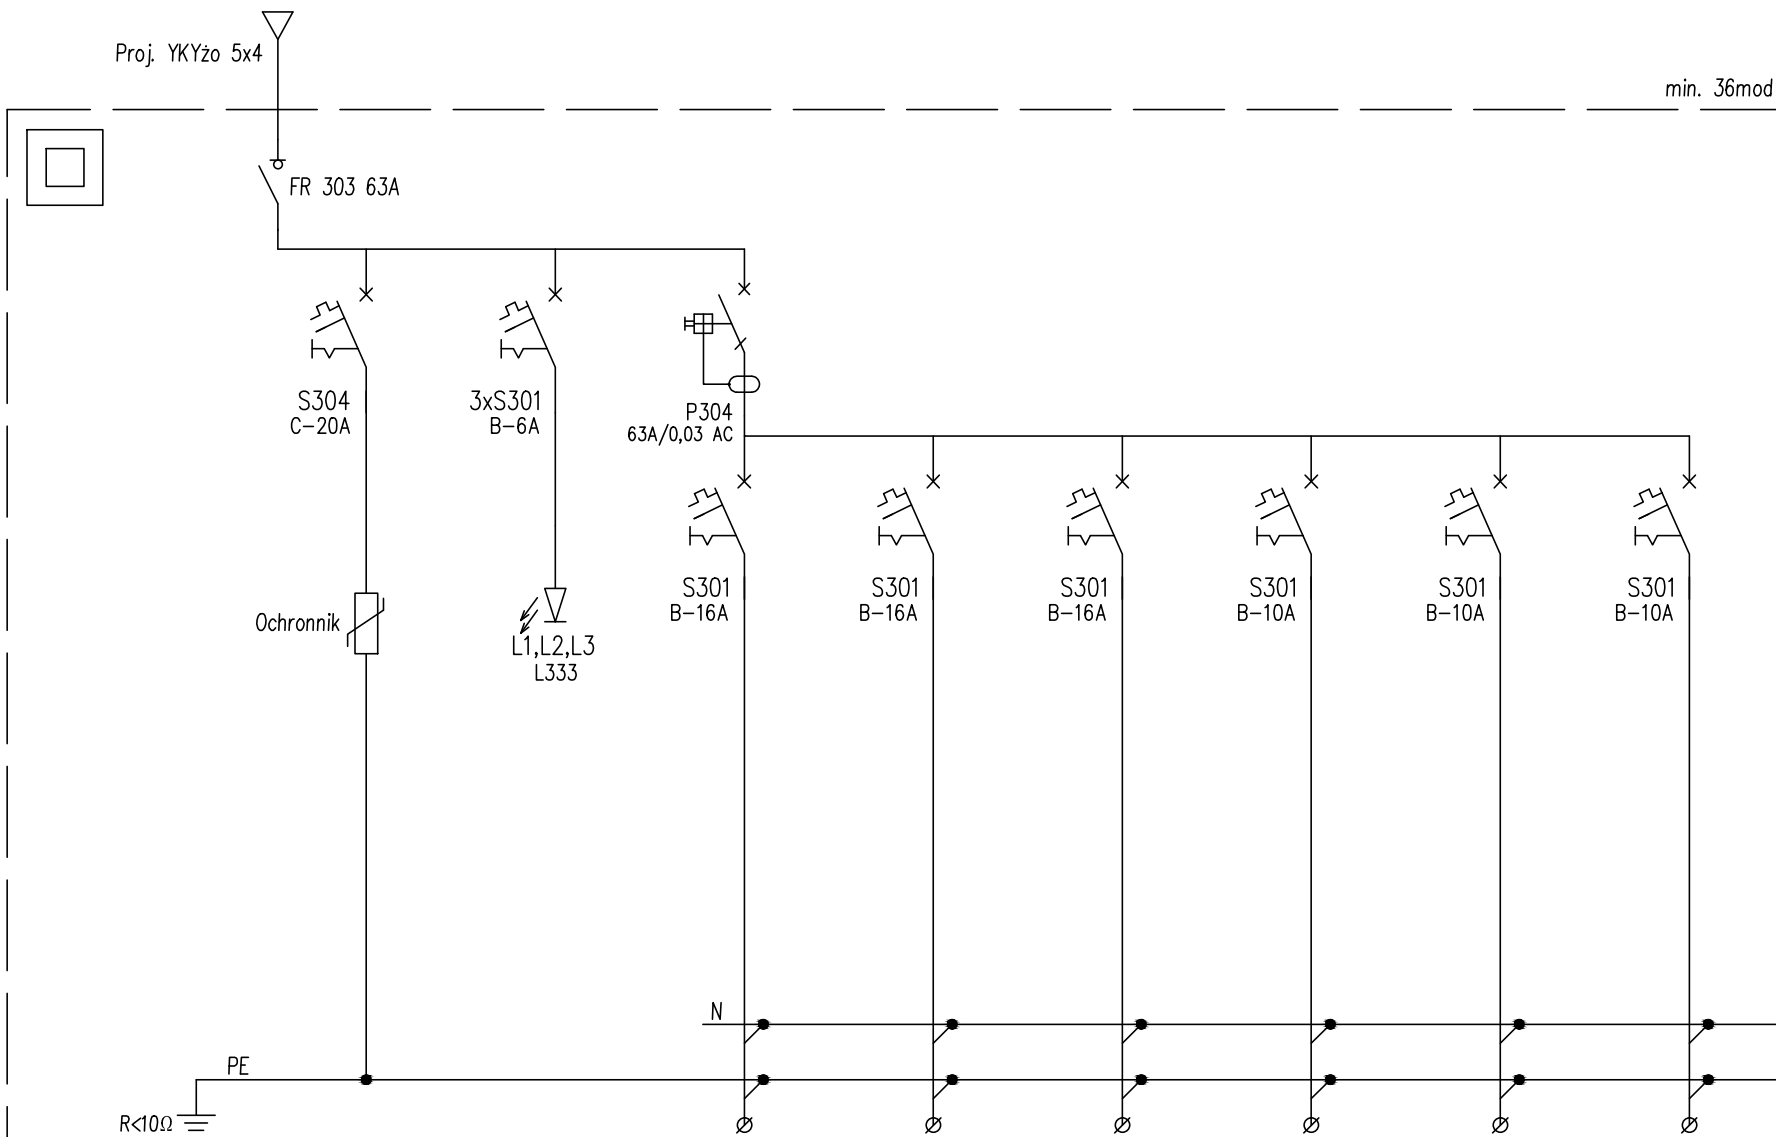 Proj. YKYżo 5x4
min. 36mod
FR 303 63A
S304
C-20A
3xS301
B-6A
P304
63A/0,03 AC
S301
B-16A
S301
B-16A
S301
B-16A
S301
B-10A
S301
B-10A
S301
B-10A
Ochronnik
L1,L2,L3
L333
N
PE
R<10Ω